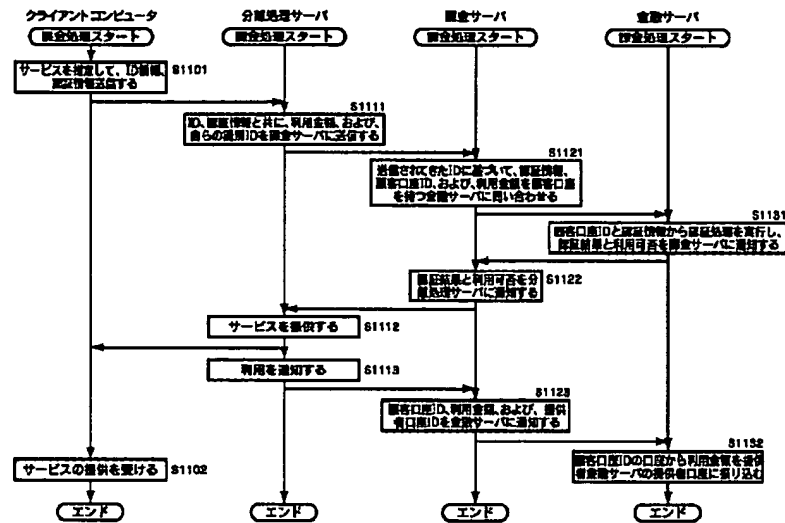 クライアントコンピュータ
分離処理サーバ
課金サーバ
金融サーバ
課金処理スタート
課金処理スタート
課金処理スタート
課金処理スタート
サービスを指定して、ID情報、
認証情報送信する
S1101
S1111
ID、認証情報と共に、利用金額、および、
自らの識別IDを課金サーバに送信する
S1121
送信されてきたIDに基づいて、認証情報、
顧客口座ID、および、利用金額を顧客口座
を持つ金融サーバに問い合わせる
S1131
顧客口座IDと認証情報から認証処理を実行し、
認証結果と利用可否を課金サーバに通知する
認証結果と利用可否を分
離処理サーバに通知する
S1122
サービスを提供する
S1112
利用を通知する
S1113
S1123
顧客口座ID、利用金額、および、提供
者口座IDを金融サーバに通知する
S1132
顧客口座IDの口座から利用金額を提供
者金融サーバの提供者口座に振り込む
サービスの提供を受ける
S1102
エンド
エンド
エンド
エンド